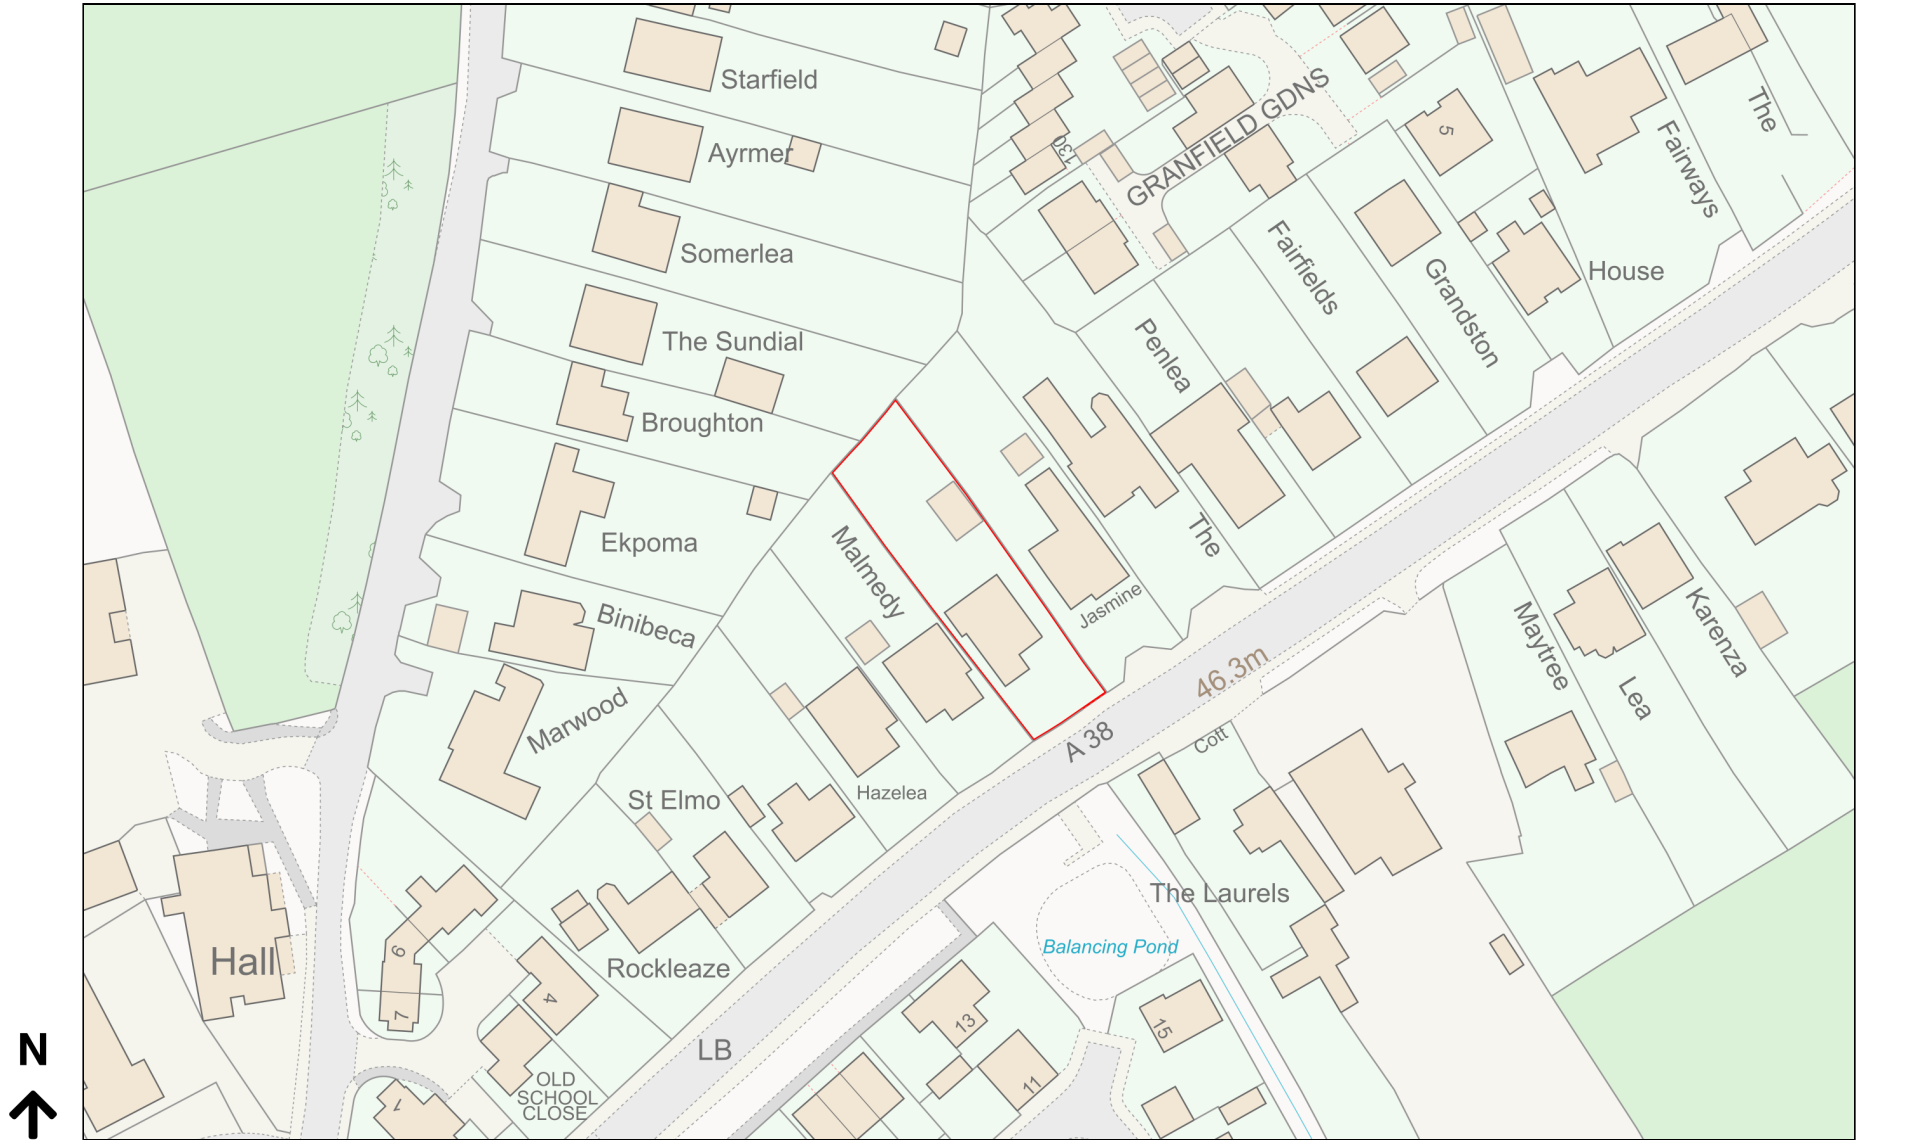 Starfield
Ayrmer
Somerlea
The Sundial
Broughton
Ekpoma
Binibeca
Marwood
130
GRANFIELD GDNS
5
The
Fairways
House
Fairfields
Grandston
Penlea
The
Jasmine
Malmedy
Hazelea
St Elmo
Rockleaze
A 38
46.3m
Cott
Maytree
Lea
Karenza
The Laurels
Balancing Pond
Hall
6
7
4
LB
13
11
15
OLD
SCHOOL
CLOSE
1
N